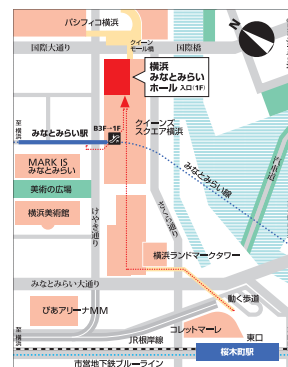 パシフィコ横浜
N
国際大通り
クイーン
モール橋
国際橋
横浜
みなとみらい
ホール 入口(1F)
至
横浜
みなとみらい駅
B3F→1F
クイーンズ
スクエア横浜
MARK IS
みなとみらい
美術の広場
横浜美術館
けやき通り
さくら通り
みなとみらい線
汽車道
横浜ランドマークタワー
みなとみらい大通り
動く歩道
ぴあアリーナMM
コレットマーレ
至
横浜
JR根岸線
東口
桜木町駅
市営地下鉄ブルーライン